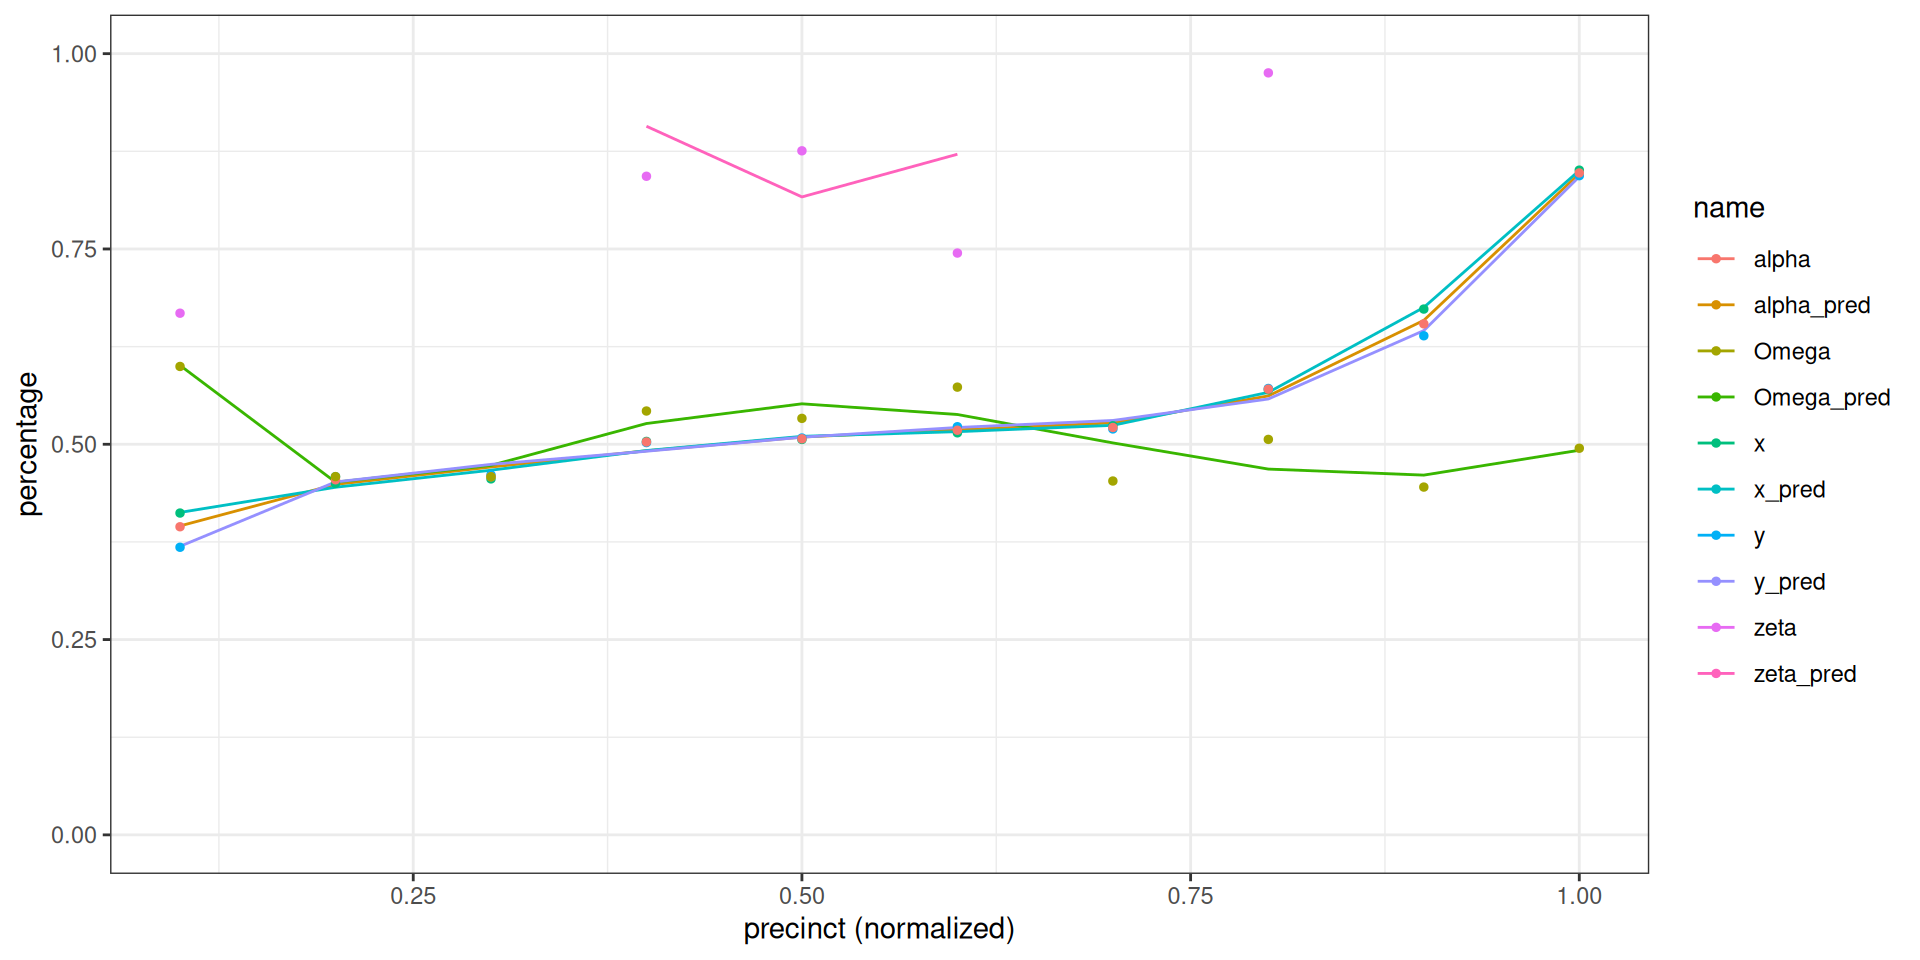 1.00
0.75
0.50
0.25
0.00
percentage
0.25 0.50 0.75 1.00
precinct (normalized)
name
alpha
alpha_pred
Omega
Omega_pred
x
x_pred
y
y_pred
zeta
zeta_pred